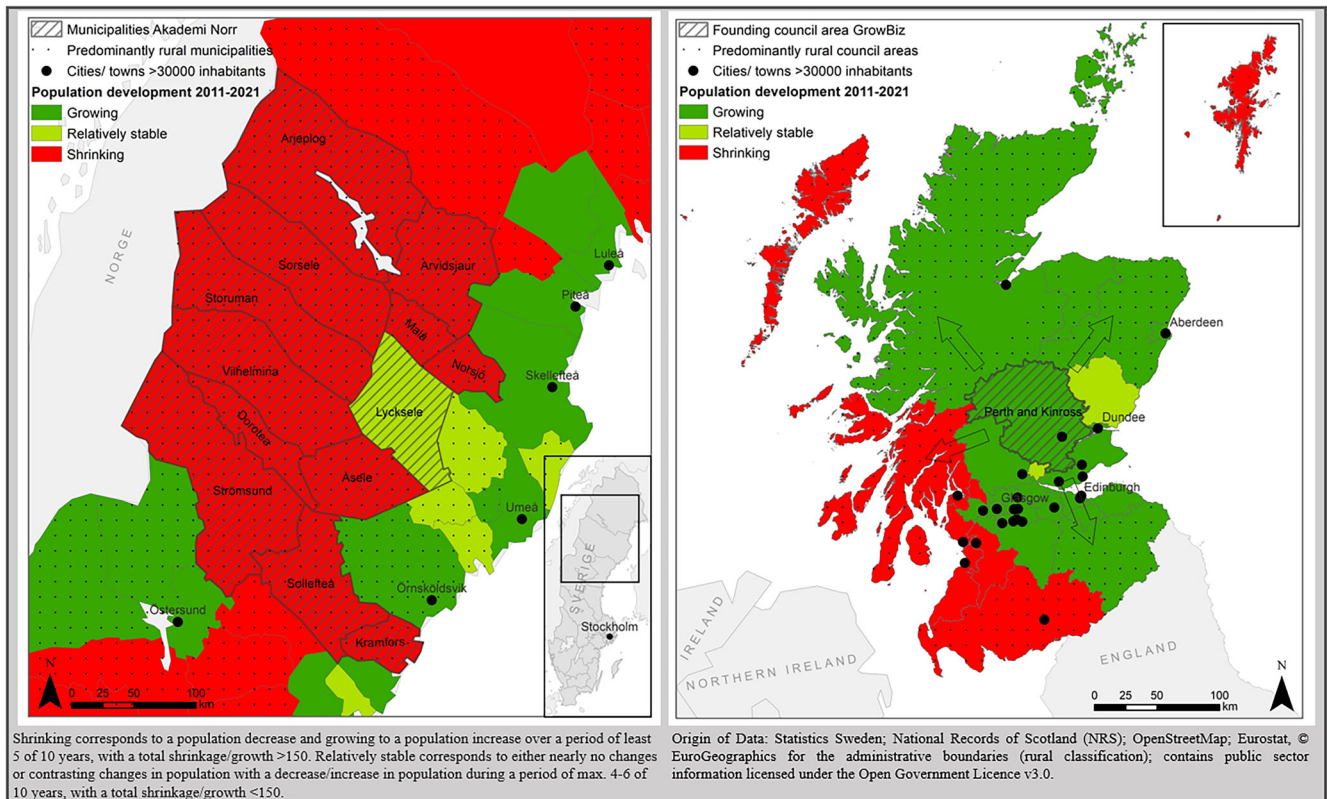 Municipalities Akademi Norr
Predominantly rural municipalities
Cities/ towns >30000 inhabitants
Population development 2011-2021
Growing
Relatively stable
Shrinking
NORGE
Arjeplog
Sorsele
Arvidsjaur
Storuman
Malå
Norsjö
Vilhelmina
Lycksele
Dorotea
Åsele
Strömsund
Sollefteå
Kramfors
Luleå
Piteå
Skellefteå
Umeå
Örnsköldsvik
Östersund
SVERIGE
Stockholm
N
0 25 50 100
km
Founding council area GrowBiz
Predominantly rural council areas
Cities/ towns >30000 inhabitants
Population development 2011-2021
Growing
Relatively stable
Shrinking
Aberdeen
Perth and Kinross
Dundee
Glasgow
Edinburgh
IRELAND
NORTHERN IRELAND
ENGLAND
N
0 25 50 100
km
Shrinking corresponds to a population decrease and growing to a population increase over a period of least
5 of 10 years, with a total shrinkage/growth >150. Relatively stable corresponds to either nearly no changes
or contrasting changes in population with a decrease/increase in population during a period of max. 4-6 of
10 years, with a total shrinkage/growth <150.
Origin of Data: Statistics Sweden; National Records of Scotland (NRS); OpenStreetMap; Eurostat, ©
EuroGeographics for the administrative boundaries (rural classification); contains public sector
information licensed under the Open Government Licence v3.0.